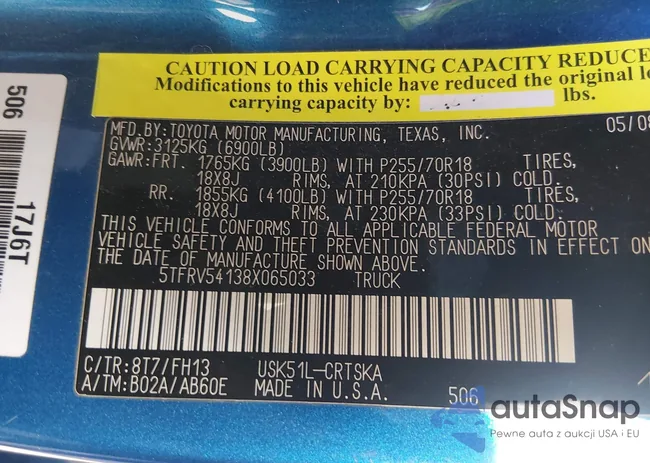 CAUTION LOAD CARRYING CAPACITY REDUCE
Modifications to this vehicle have reduced the original lo
carrying capacity by: lbs.
506
17J6T
MFD.BY:TOYOTA MOTOR MANUFACTURING, TEXAS, INC. 05/08
GVWR:3125KG (6900LB)
GAWR:FRT. 1765KG (3900LB) WITH P255/70R18 TIRES,
18X8J RIMS, AT 210KPA (30PSI) COLD.
RR. 1855KG (4100LB) WITH P255/70R18 TIRES,
18X8J RIMS, AT 230KPA (33PSI) COLD.
THIS VEHICLE CONFORMS TO ALL APPLICABLE FEDERAL MOTOR
VEHICLE SAFETY AND THEFT PREVENTION STANDARDS IN EFFECT ON
THE DATE OF MANUFACTURE SHOWN ABOVE.
5TFRV54138X065033 TRUCK
C/TR:8T7/FH13 USK51L-CRTSKA
A/TM:B02A/AB60E MADE IN U.S.A. 506
autoSnap
Pewne auta z aukcji USA i EU